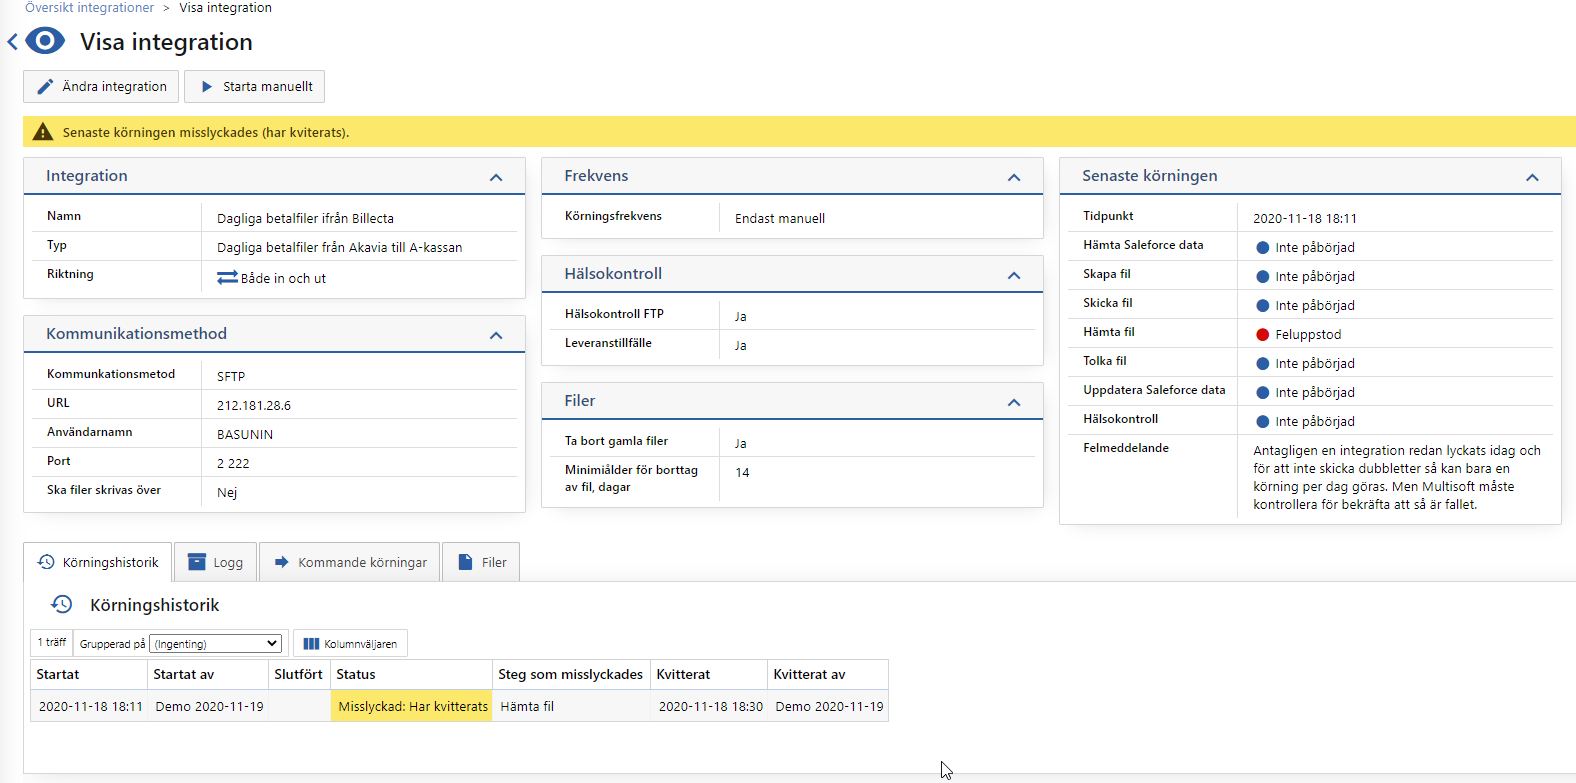 Översikt integrationer > Visa integration
Visa integration
Ändra integration
Starta manuellt
Senaste körningen misslyckades (har kviterats).
Integration
Namn Dagliga betalfiler ifrån Billecta
Typ Dagliga betalfiler från Akavia till A-kassan
Riktning Både in och ut
Kommunikationsmethod
Kommunkationsmetod SFTP
URL 212.181.28.6
Användarnamn BASUNIN
Port 2 222
Ska filer skrivas över Nej
Frekvens
Körningsfrekvens Endast manuell
Hälsokontroll
Hälsokontroll FTP Ja
Leveranstillfälle Ja
Filer
Ta bort gamla filer Ja
Minimiålder för borttag 14
av fil, dagar
Senaste körningen
Tidpunkt 2020-11-18 18:11
Hämta Saleforce data Inte påbörjad
Skapa fil Inte påbörjad
Skicka fil Inte påbörjad
Hämta fil Feluppstod
Tolka fil Inte påbörjad
Uppdatera Saleforce data Inte påbörjad
Hälsokontroll Inte påbörjad
Felmeddelande Antagligen en integration redan lyckats idag och
för att inte skicka dubbletter så kan bara en
körning per dag göras. Men Multisoft måste
kontrollera för bekräfta att så är fallet.
Körningshistorik Logg Kommande körningar Filer
Körningshistorik
1 träff Grupperad på (Ingenting) Kolumnväljaren
Startat Startat av Slutfört Status Steg som misslyckades Kvitterat Kvitterat av
2020-11-18 18:11 Demo 2020-11-19 Misslyckad: Har kvitterats Hämta fil 2020-11-18 18:30 Demo 2020-11-19